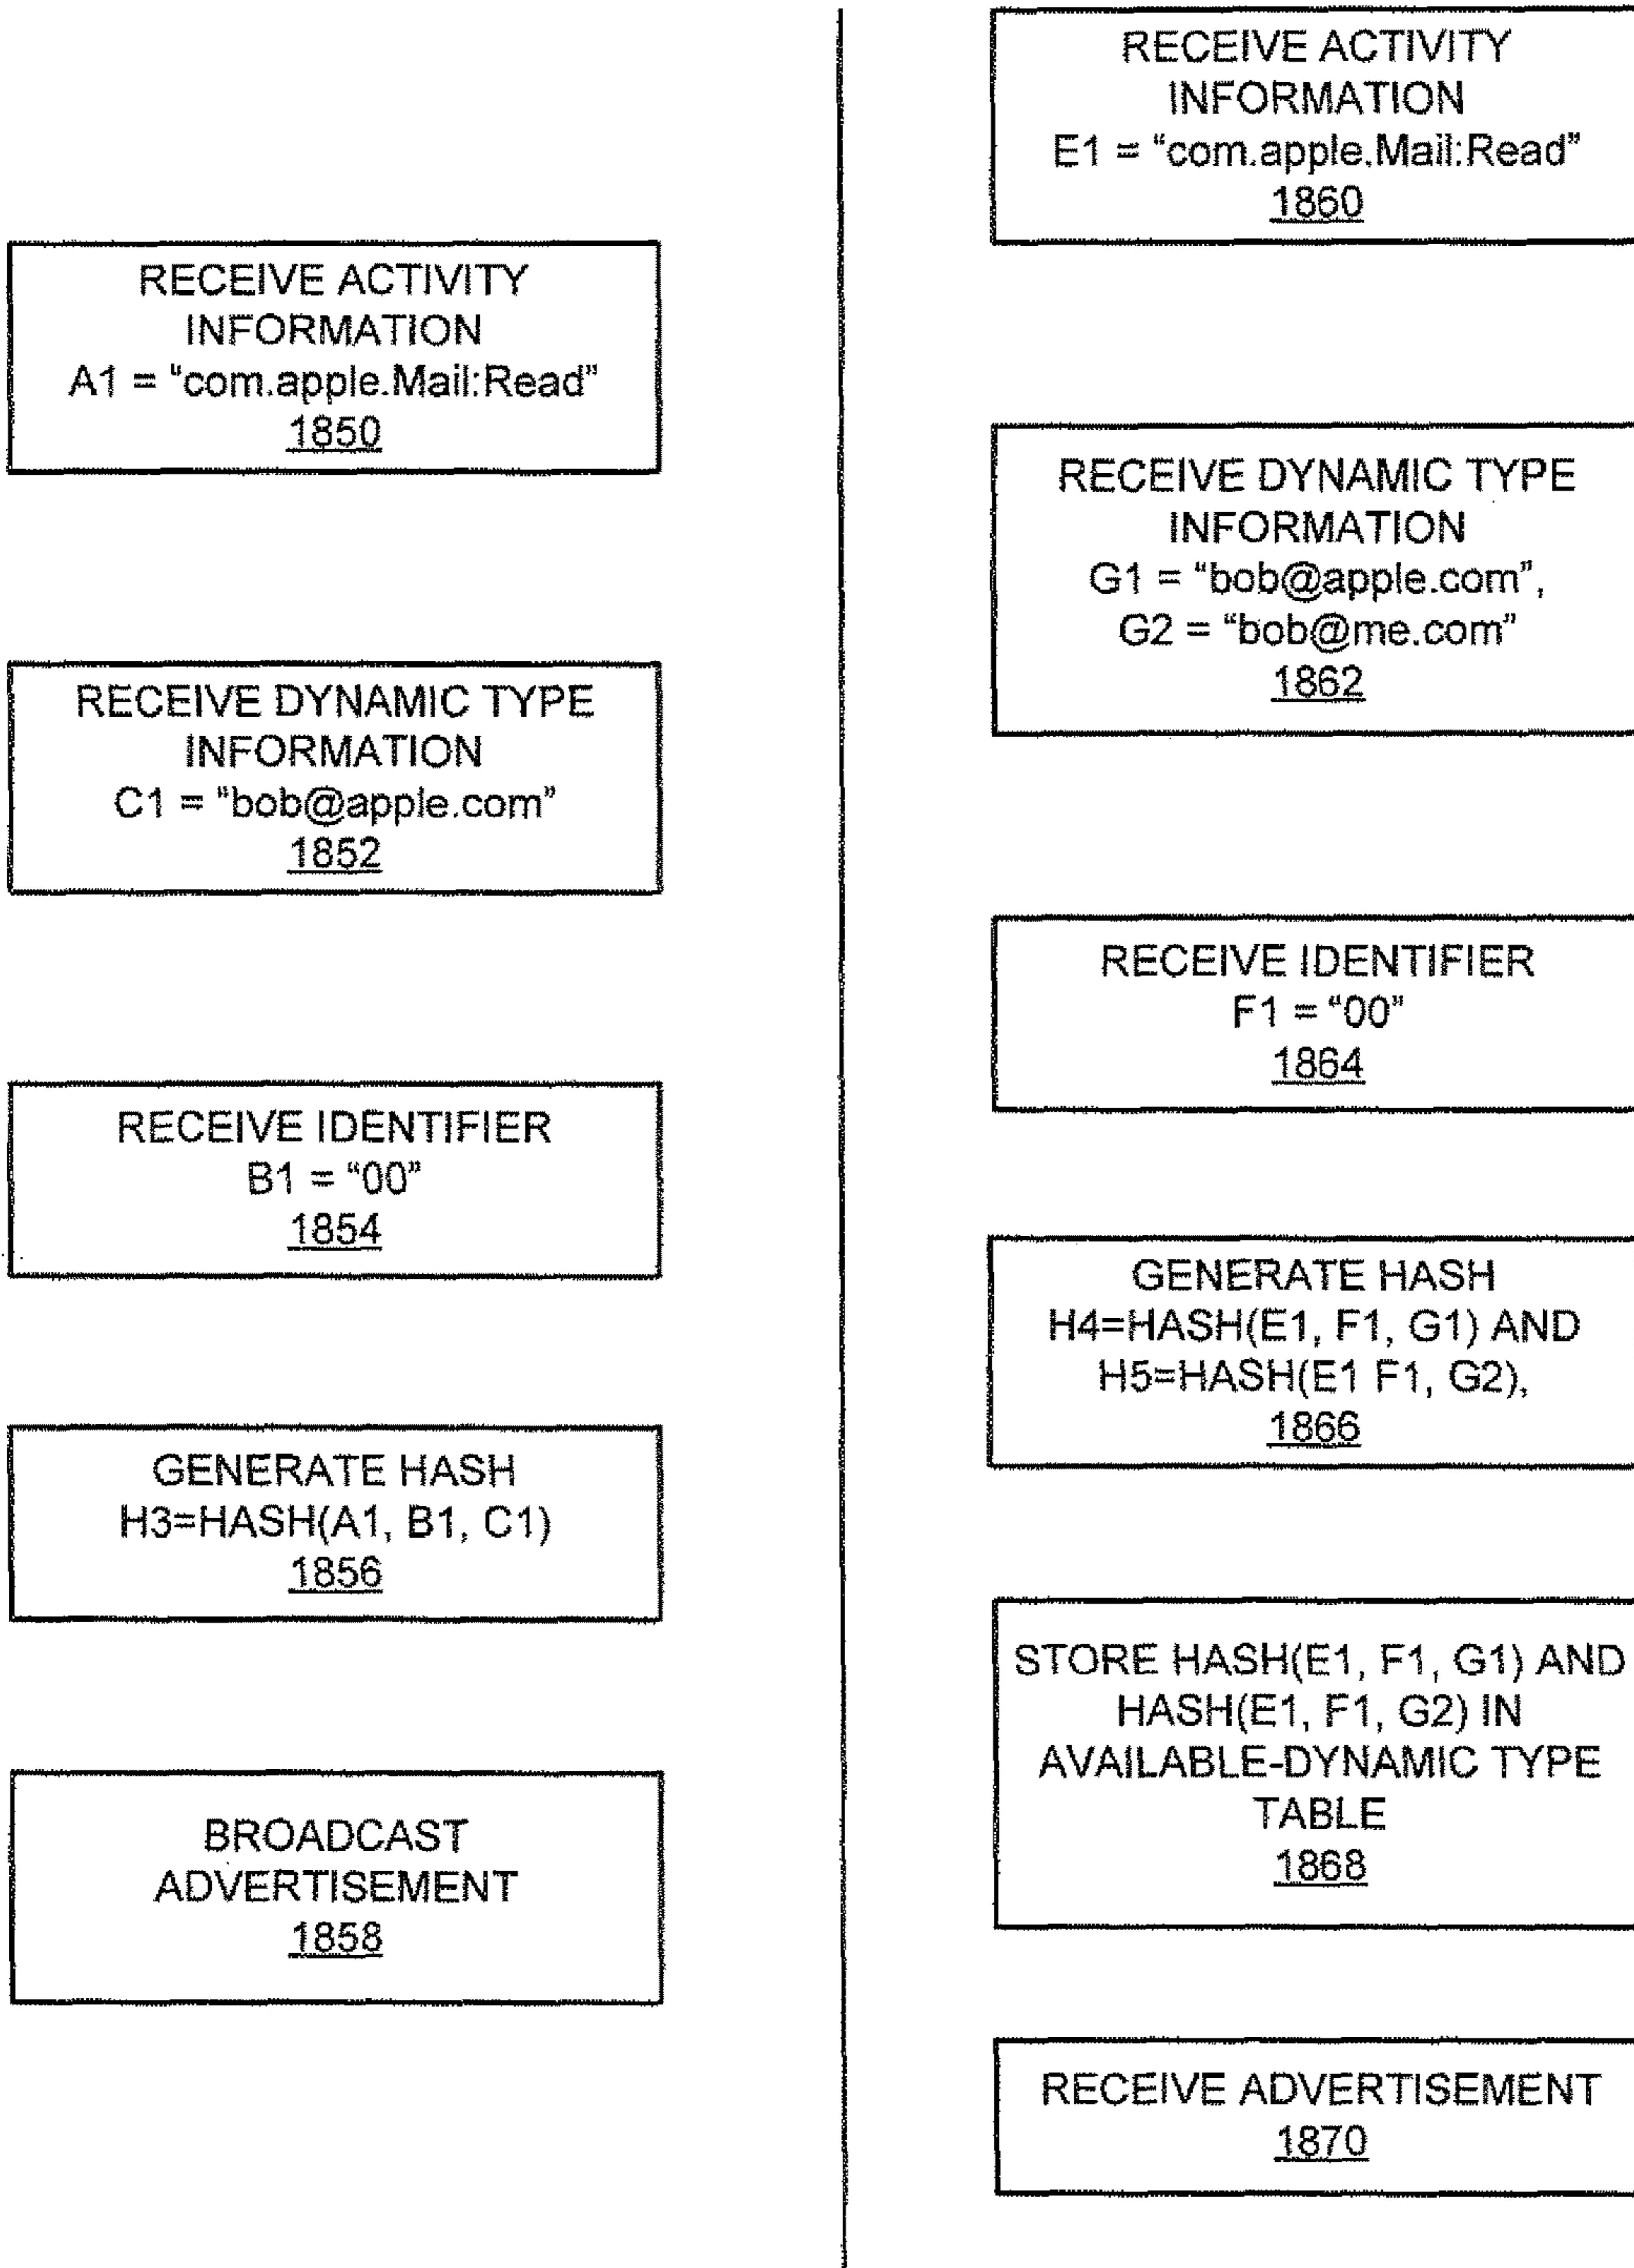 RECEIVE ACTIVITY
INFORMATION
A1 = “com.apple.Mail:Read”
1850
RECEIVE DYNAMIC TYPE
INFORMATION
C1 = “bob@apple.com”
1852
RECEIVE IDENTIFIER
B1 = “00”
1854
GENERATE HASH
H3=HASH(A1, B1, C1)
1856
BROADCAST
ADVERTISEMENT
1858
RECEIVE ACTIVITY
INFORMATION
E1 = “com.apple.Mail:Read”
1860
RECEIVE DYNAMIC TYPE
INFORMATION
G1 = “bob@apple.com”,
G2 = “bob@me.com”
1862
RECEIVE IDENTIFIER
F1 = “00”
1864
GENERATE HASH
H4=HASH(E1, F1, G1) AND
H5=HASH(E1 F1, G2),
1866
STORE HASH(E1, F1, G1) AND
HASH(E1, F1, G2) IN
AVAILABLE-DYNAMIC TYPE
TABLE
1868
RECEIVE ADVERTISEMENT
1870